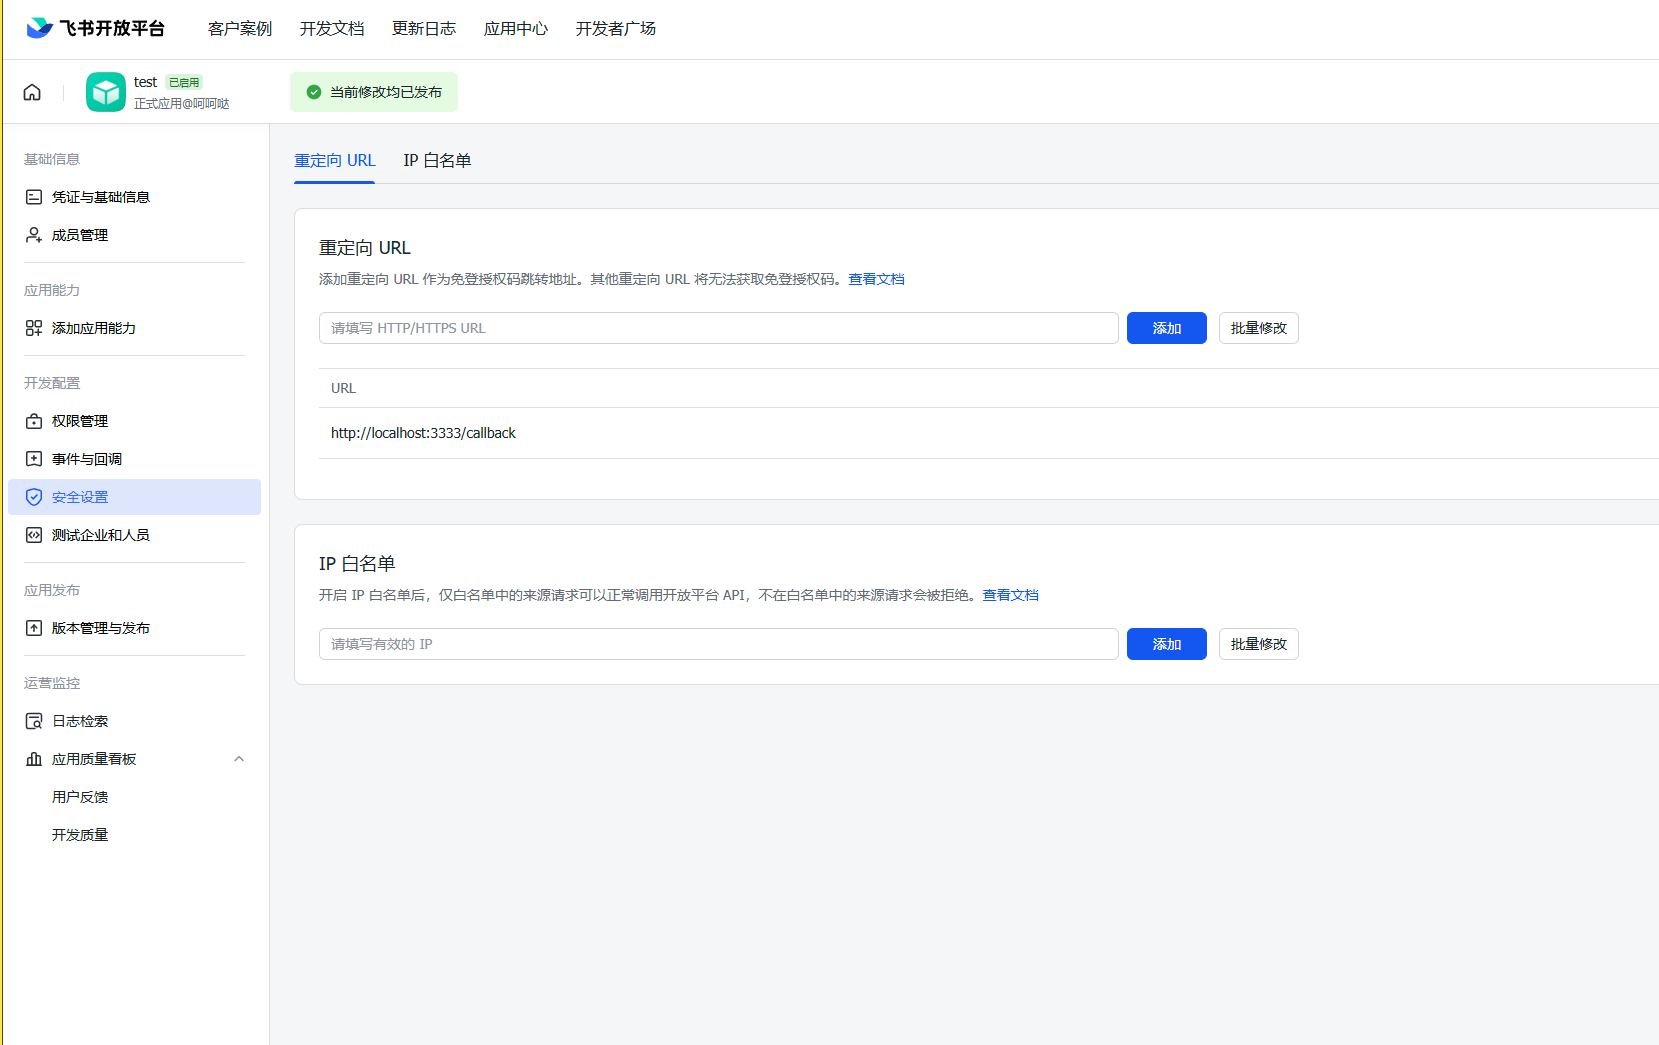 飞书开放平台 客户案例 开发文档 更新日志 应用中心 开发者广场
test 已启用
正式应用@呵呵哒
当前修改均已发布
基础信息
凭证与基础信息
成员管理
应用能力
添加应用能力
开发配置
权限管理
事件与回调
安全设置
测试企业和人员
应用发布
版本管理与发布
运营监控
日志检索
应用质量看板
用户反馈
开发质量
重定向 URL IP 白名单
重定向 URL
添加重定向 URL 作为免登授权码跳转地址。其他重定向 URL 将无法获取免登授权码。查看文档
请填写 HTTP/HTTPS URL 添加 批量修改
URL
http://localhost:3333/callback
IP 白名单
开启 IP 白名单后，仅白名单中的来源请求可以正常调用开放平台 API，不在白名单中的来源请求会被拒绝。查看文档
请填写有效的 IP 添加 批量修改